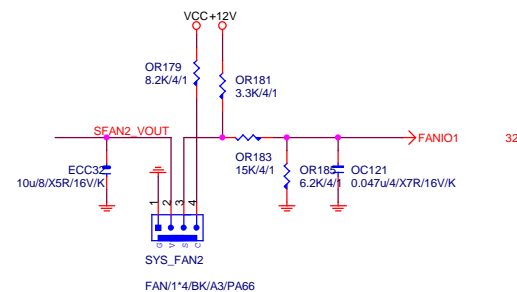 VCC +12V
OR179
8.2K/4/1
OR181
3.3K/4/1
SFAN2_VOUT
FANIO1
32
ECC32
10u/8/X5R/16V/K
OR183
15K/4/1
OR185
6.2K/4/1
OC121
0.047u/4/X7R/16V/K
1 2 3 4
G V S C
SYS_FAN2
FAN/1*4/BK/A3/PA66